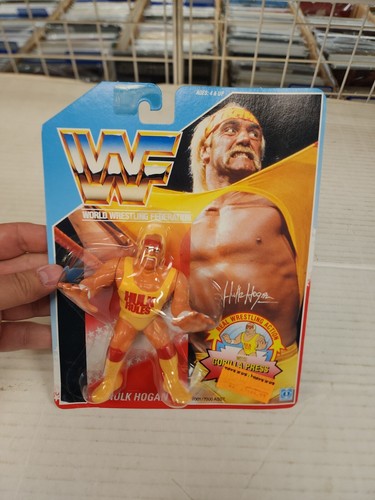 AGES: 4 & UP
WWF
WORLD WRESTLING FEDERATION
Hulk Hogan
HULK
RULES
REAL WRESTLING ACTION
GORILLA PRESS
HULK HOGAN